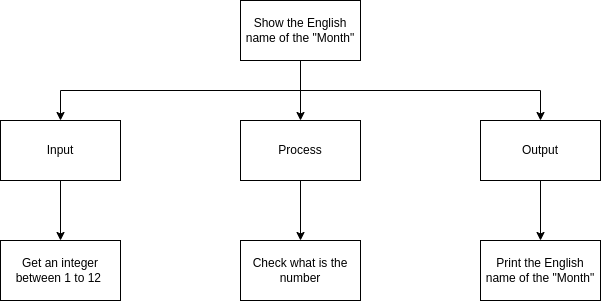 Show the English
name of the "Month"
Input
Process
Output
Get an integer
between 1 to 12
Check what is the
number
Print the English
name of the "Month"